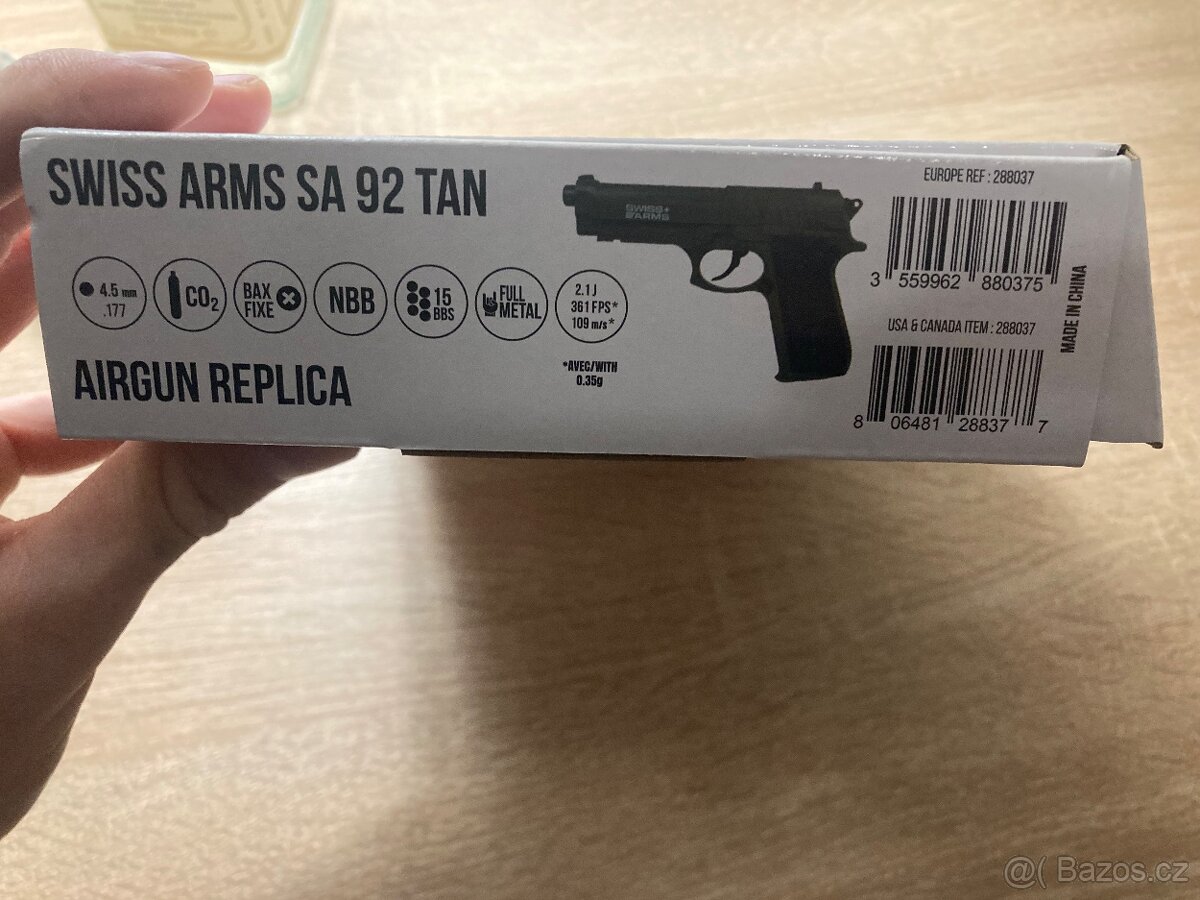 SWISS ARMS SA 92 TAN
SWISS+
ARMS
EUROPE REF : 288037
3 559962 880375
4.5 mm
.177
CO2
BAX
FIXE
NBB
15
BBS
FULL
METAL
2.1 J
361 FPS*
109 m/s*
*AVEC/WITH
0.35g
USA & CANADA ITEM : 288037
8 06481 28837 7
MADE IN CHINA
AIRGUN REPLICA
@( Bazos.cz